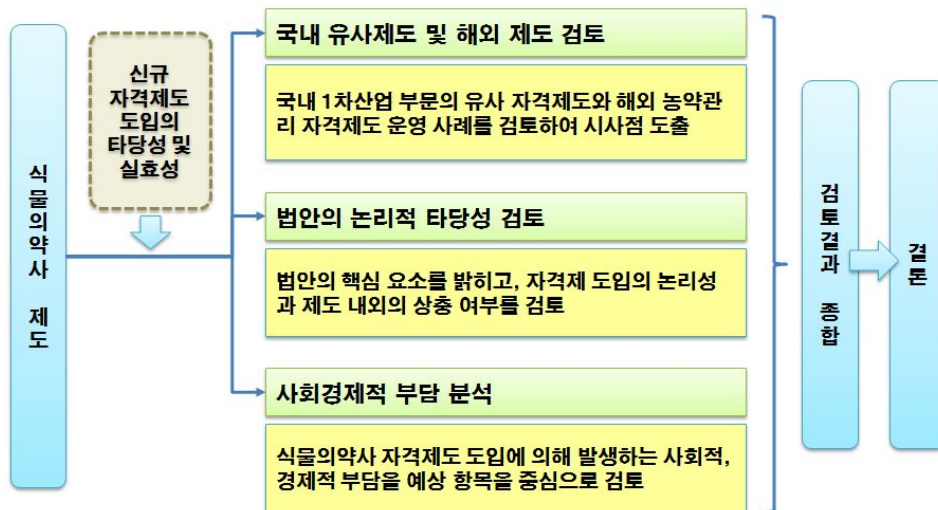 식물의약사 제도
신규
자격제도
도입의
타당성 및
실효성
국내 유사제도 및 해외 제도 검토
국내 1차산업 부문의 유사 자격제도와 해외 농약관
리 자격제도 운영 사례를 검토하여 시사점 도출
법안의 논리적 타당성 검토
법안의 핵심 요소를 밝히고, 자격제 도입의 논리성
과 제도 내외의 상충 여부를 검토
사회경제적 부담 분석
식물의약사 자격제도 도입에 의해 발생하는 사회적,
경제적 부담을 예상 항목을 중심으로 검토
검토결과 종합
결론